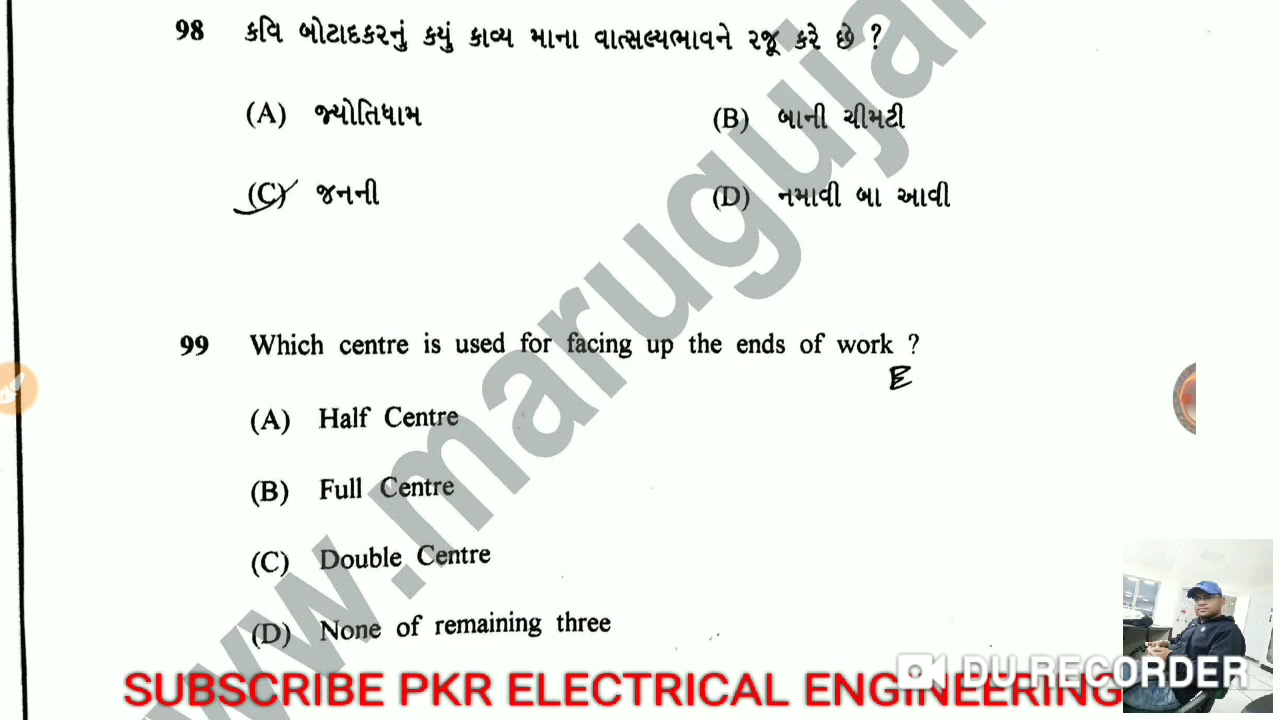 98 કવિ બોટાદકરનું કયું કાવ્ય માના વાત્સલ્યભાવને રજૂ કરે છે ?
(A) જ્યોતિધામ (B) બાની ચીમટી
(C) જનની (D) નમાવી બા આવી
99 Which centre is used for facing up the ends of work ?
E
(A) Half Centre
(B) Full Centre
(C) Double Centre
(D) None of remaining three
www.marugujar
DU RECORDER
SUBSCRIBE PKR ELECTRICAL ENGINEERING